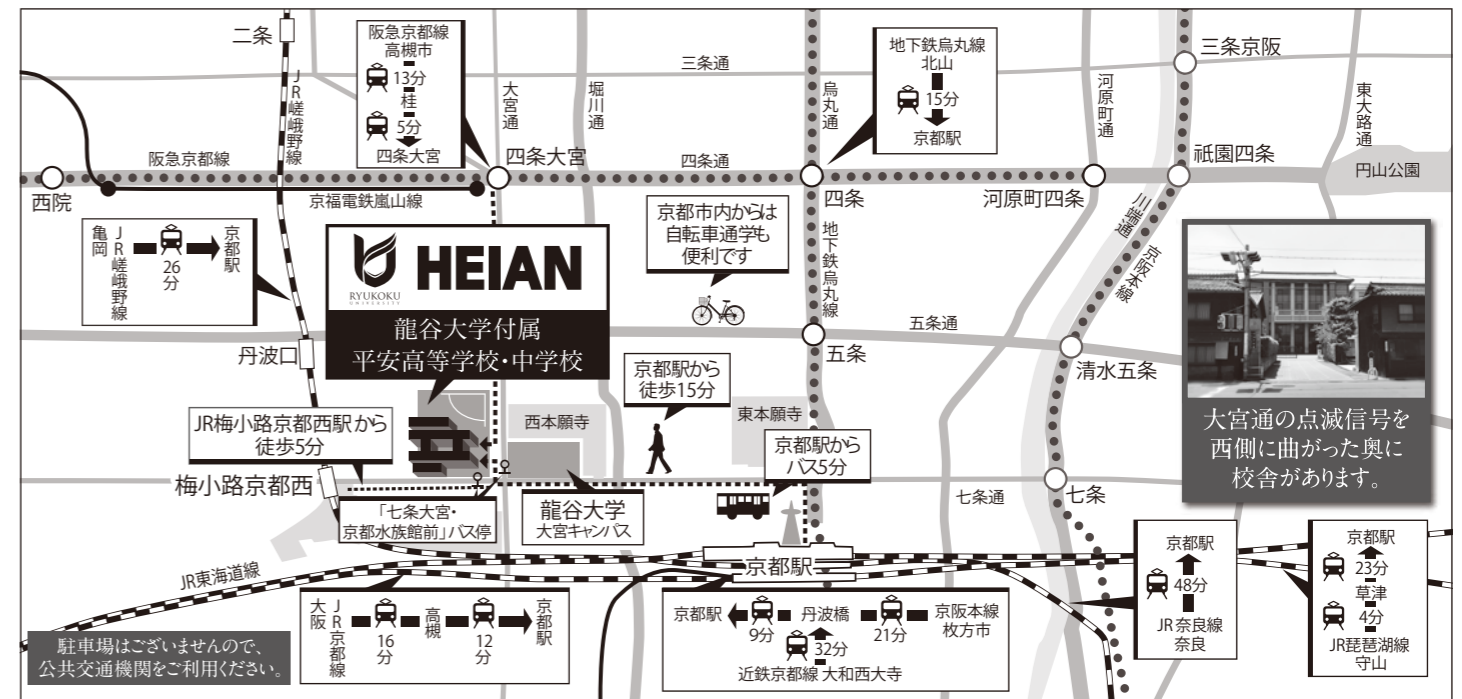 二条
JR嵯峨野線
阪急京都線
高槻市
13分
桂
5分
四条大宮
大宮通
堀川通
三条通
烏丸通
地下鉄烏丸線
北山
15分
京都駅
河原町通
三条京阪
東大路通
阪急京都線
四条大宮
四条通
祇園四条
円山公園
西院
京福電鉄嵐山線
四条
河原町四条
亀岡
JR嵯峨野線
26分
京都駅
RYUKOKU
UNIVERSITY
HEIAN
龍谷大学付属
平安高等学校・中学校
京都市内からは
自転車通学も
便利です
地下鉄烏丸線
川端通
京阪本線
五条通
丹波口
五条
清水五条
京都駅から
徒歩15分
JR梅小路京都西駅から
徒歩5分
西本願寺
東本願寺
京都駅から
バス5分
大宮通の点滅信号を
西側に曲がった奥に
校舎があります。
梅小路京都西
「七条大宮・
京都水族館前」バス停
龍谷大学
大宮キャンパス
七条通
七条
JR東海道線
京都駅
大阪
JR京都線
16分
高槻
12分
京都駅
京都駅
9分
丹波橋
21分
京阪本線
枚方市
32分
近鉄京都線 大和西大寺
京都駅
48分
JR奈良線
奈良
京都駅
23分
草津
4分
JR琵琶湖線
守山
駐車場はございませんので、
公共交通機関をご利用ください。